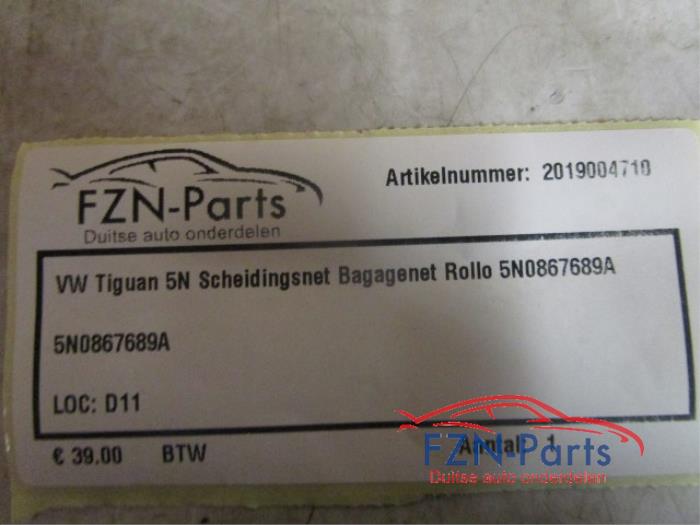 FZN-Parts
Duitse auto onderdelen
Artikelnummer: 2019004710
VW Tiguan 5N Scheidingsnet Bagagenet Rollo 5N0867689A
5N0867689A
LOC: D11
€ 39.00 BTW Aantal: 1
FZN-Parts
Duitse auto onderdelen